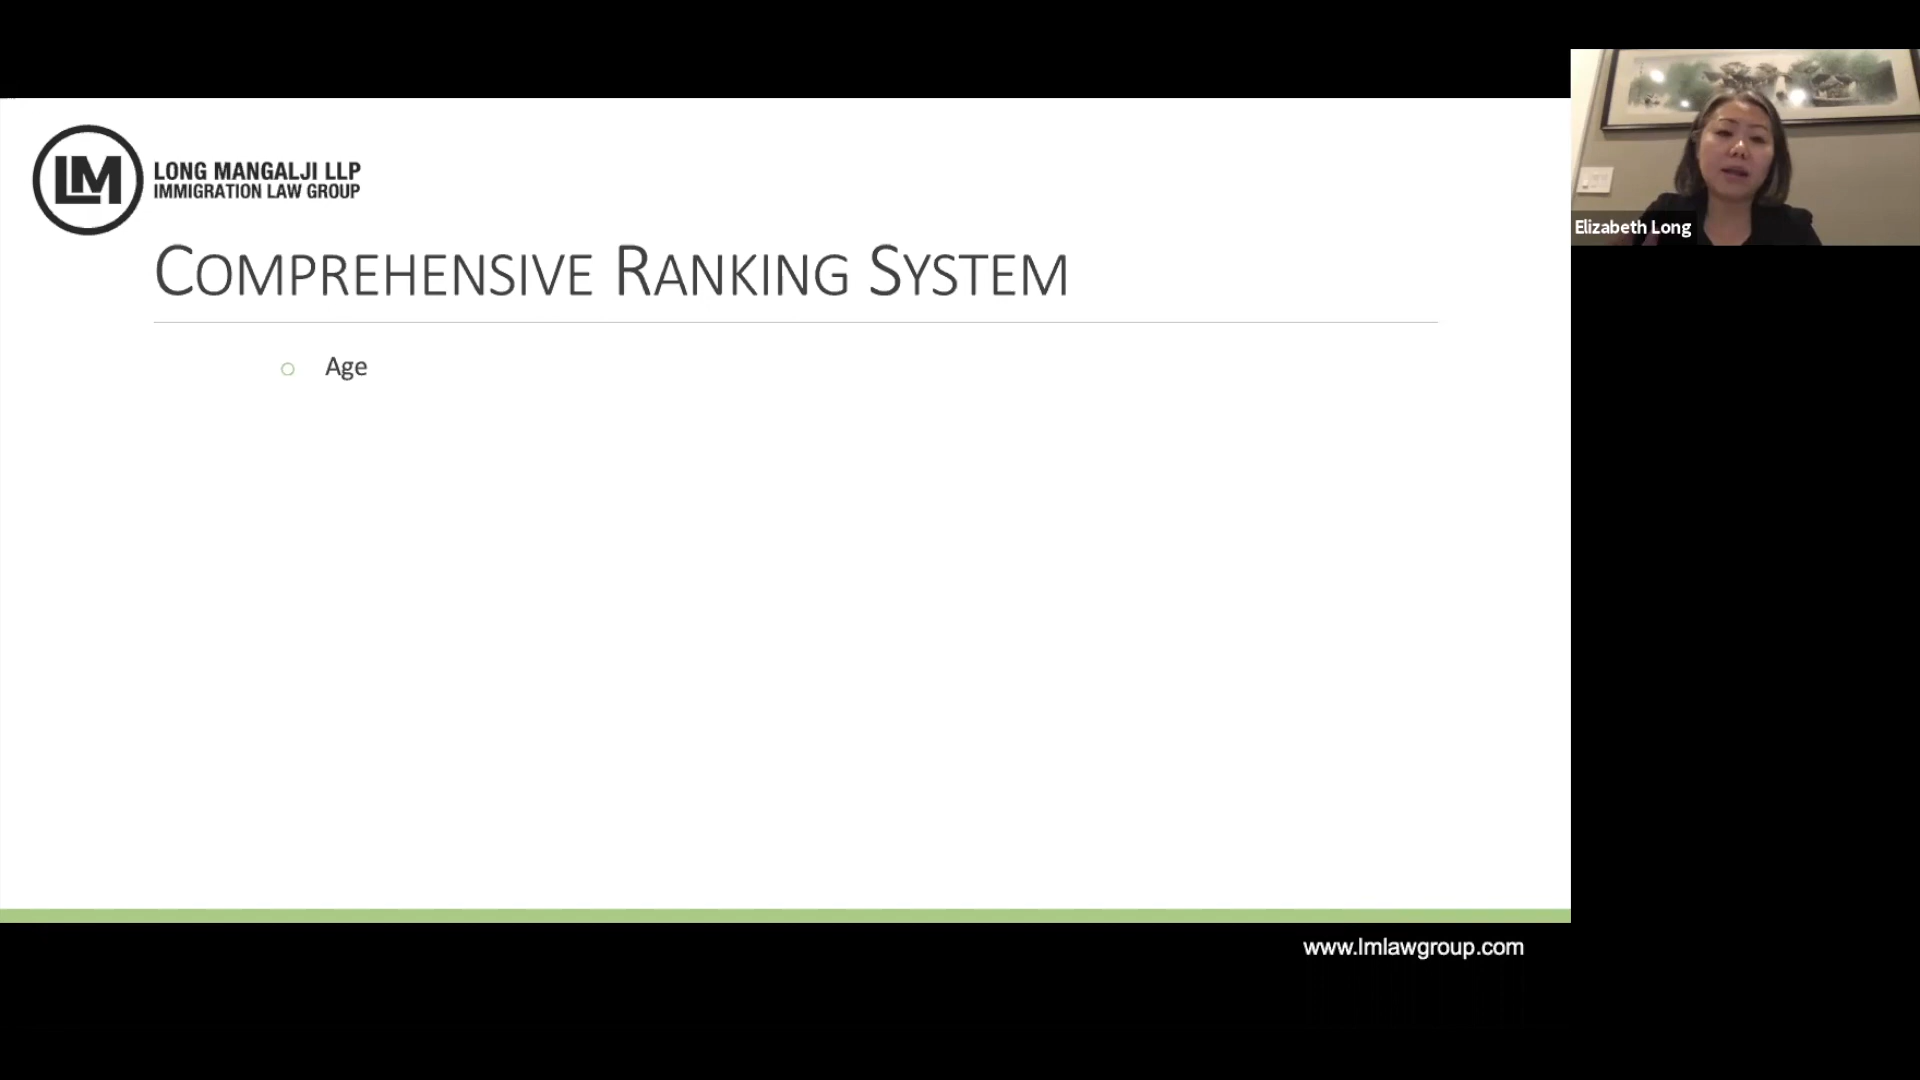 LM
LONG MANGALJI LLP
IMMIGRATION LAW GROUP
COMPREHENSIVE RANKING SYSTEM
Age
Elizabeth Long
www.lmlawgroup.com